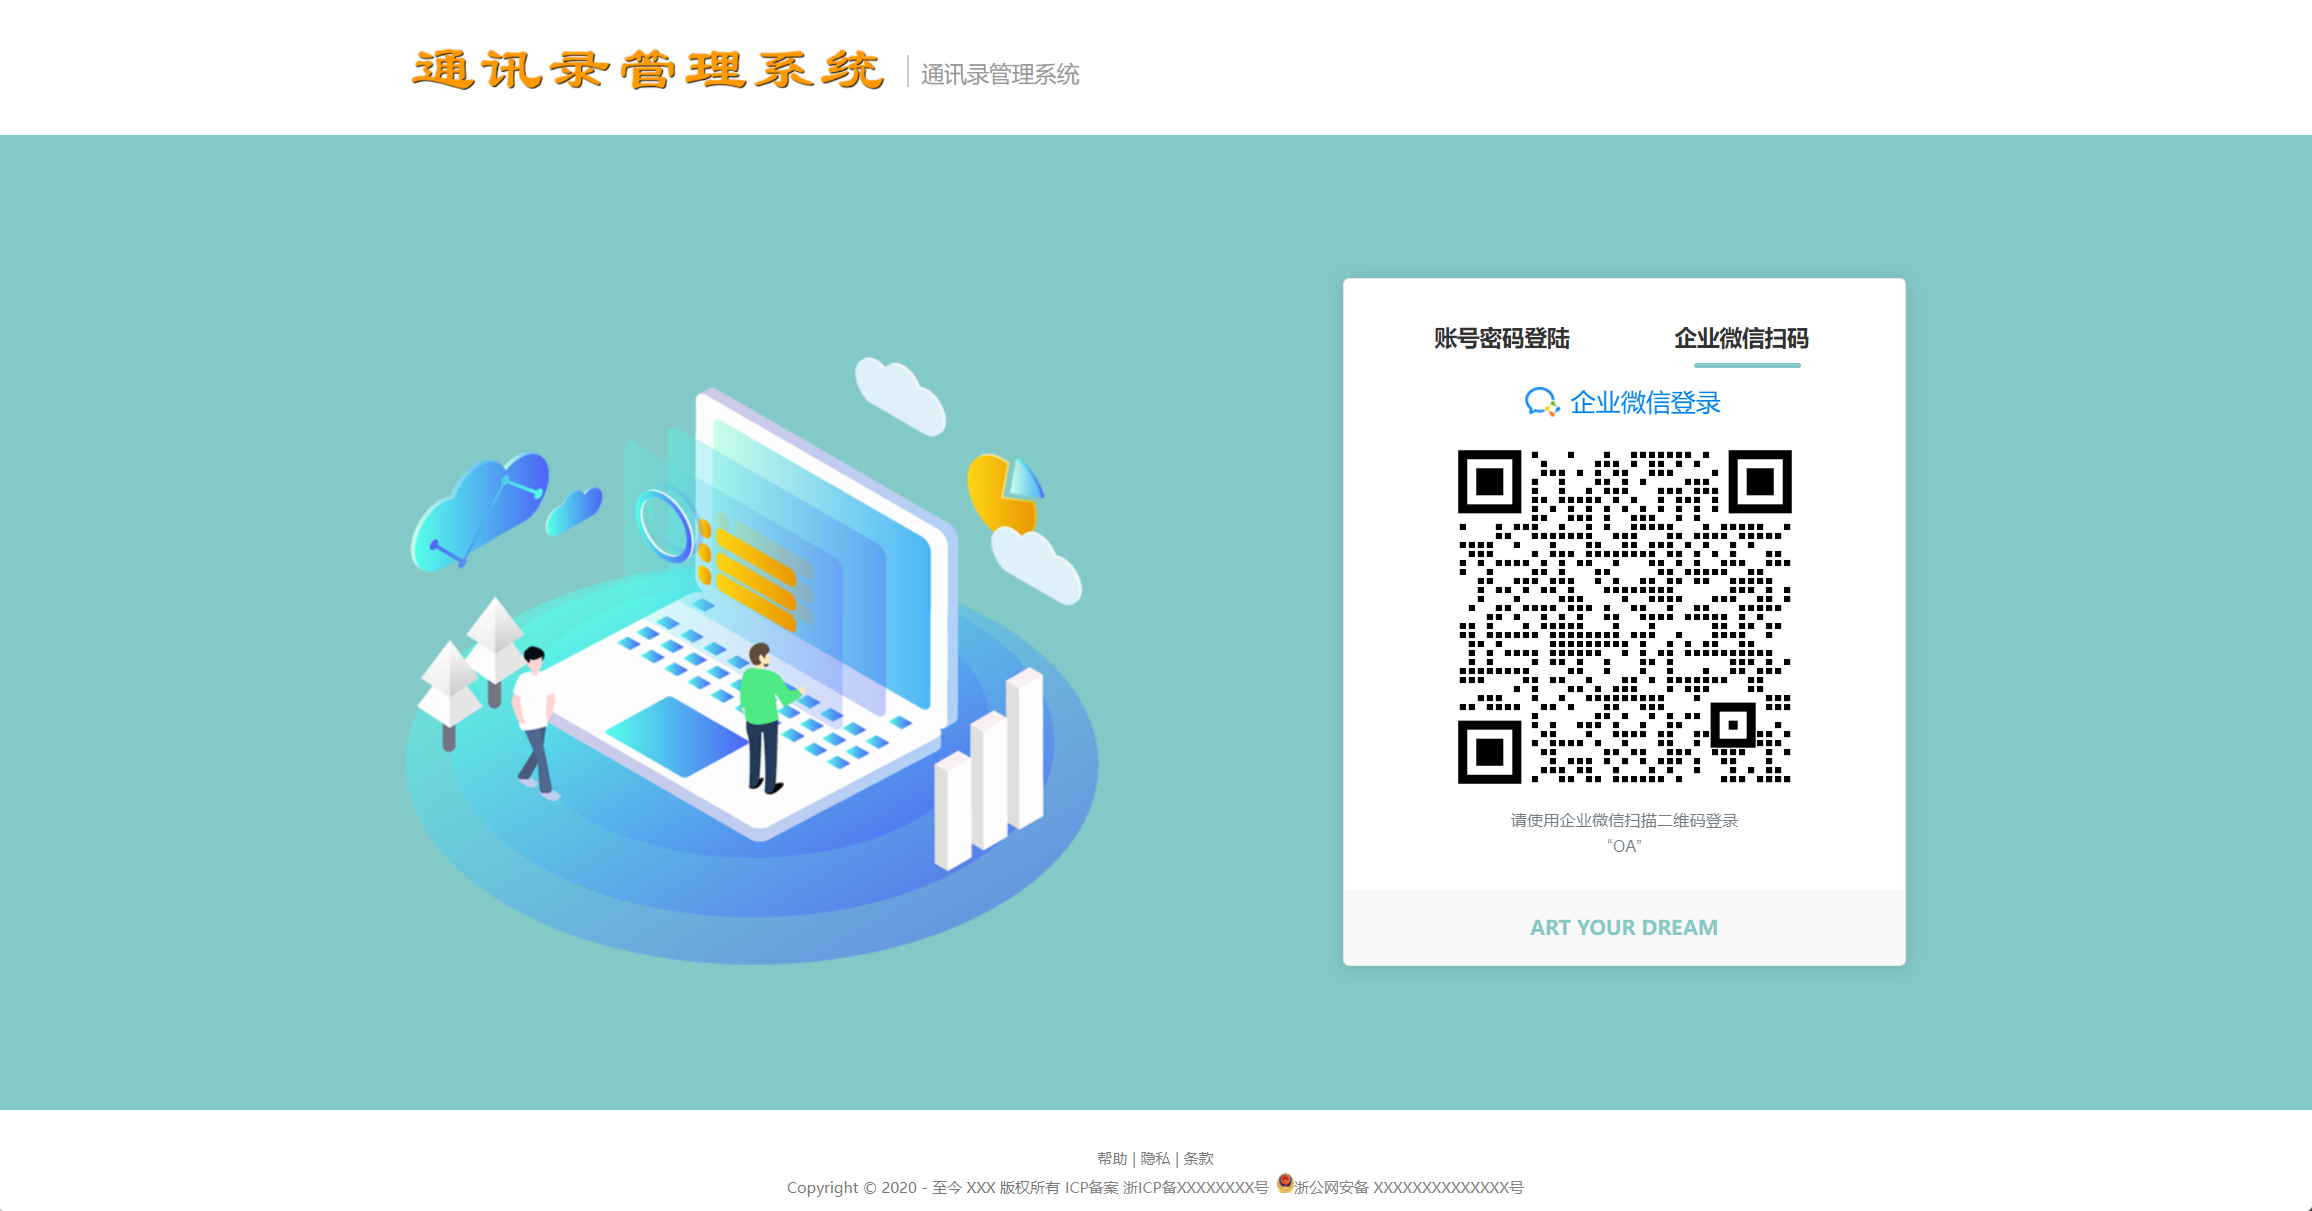 通讯录管理系统
通讯录管理系统
账号密码登陆
企业微信扫码
企业微信登录
请使用企业微信扫描二维码登录
“OA”
ART YOUR DREAM
帮助 | 隐私 | 条款
Copyright © 2020 - 至今 XXX 版权所有 ICP备案 浙ICP备XXXXXXXX号 浙公网安备 XXXXXXXXXXXXXX号